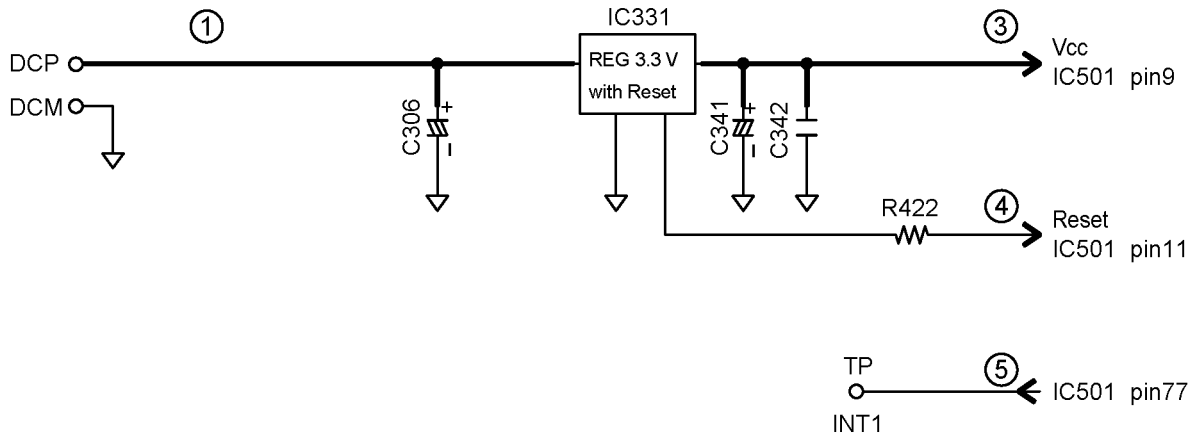 1
IC331
3
DCP
REG 3.3 V
with Reset
Vcc
IC501 pin9
DCM
C306
+
-
C341
+
-
C342
R422
4
Reset
IC501 pin11
TP
5
IC501 pin77
INT1